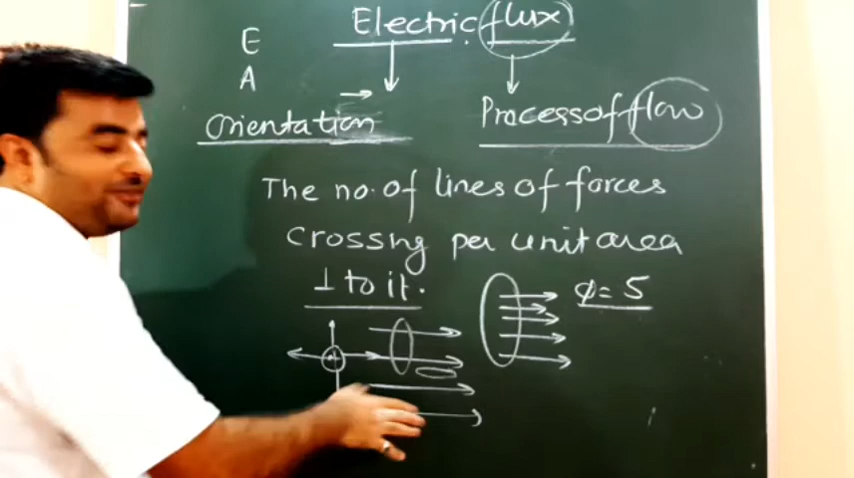 Electric flux
E
A
Orientation
Process of flow
The no. of lines of forces
crossing per unit area
⊥ to it.
φ = 5